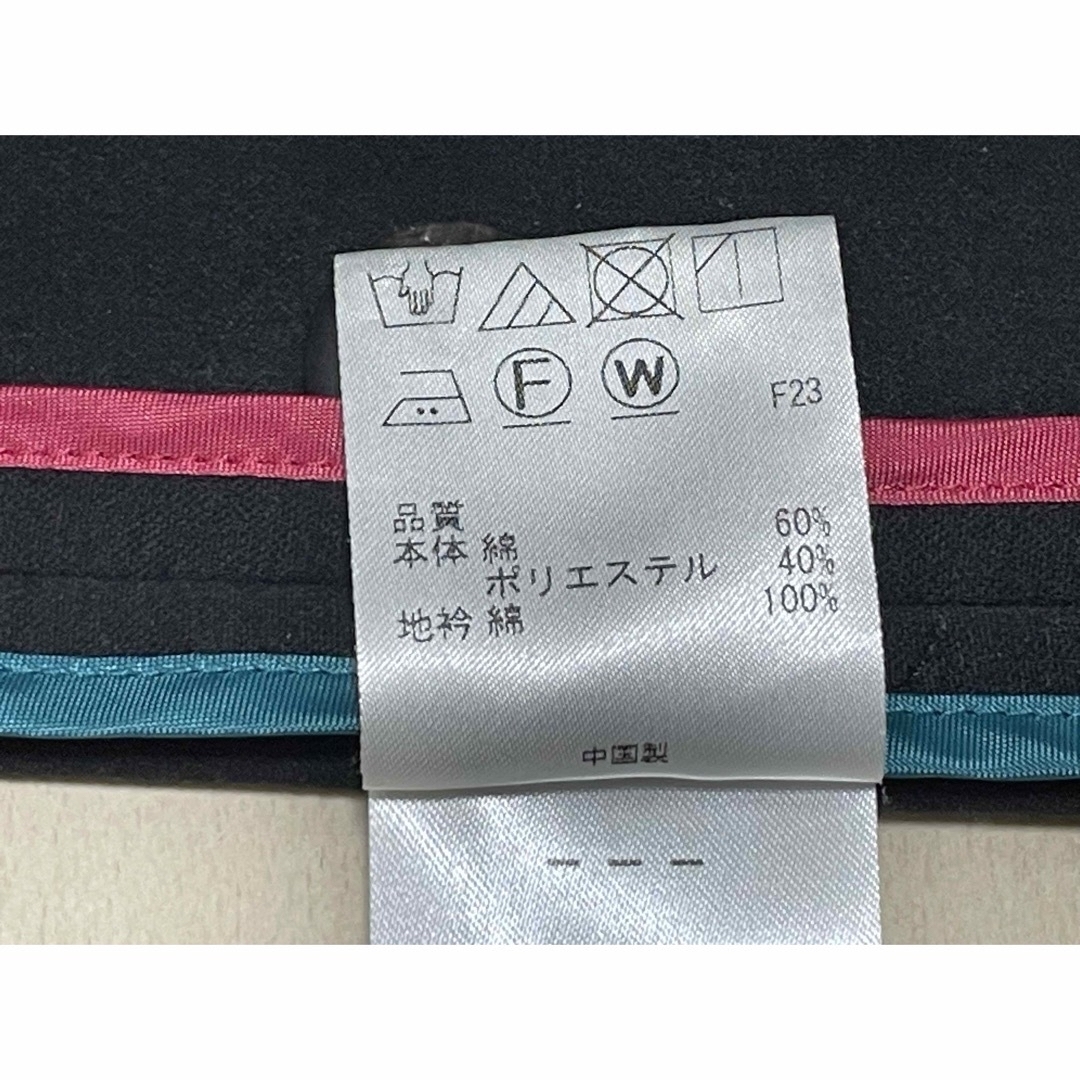 F W F23
品質
本体 綿 60%
ポリエステル 40%
地衿 綿 100%
中国製